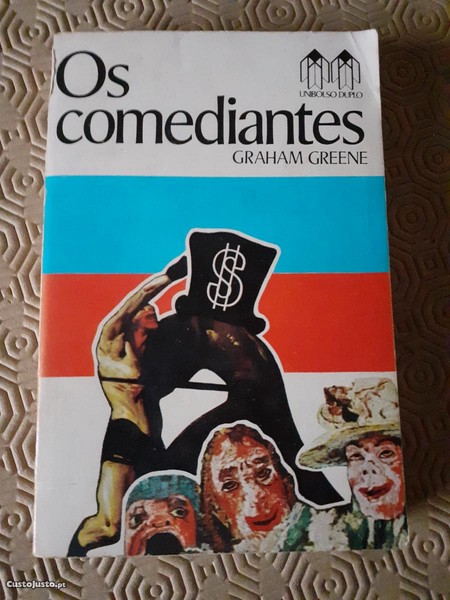 Os
comediantes
UNIBOLSO DUPLO
GRAHAM GREENE
$
CustoJusto.pt